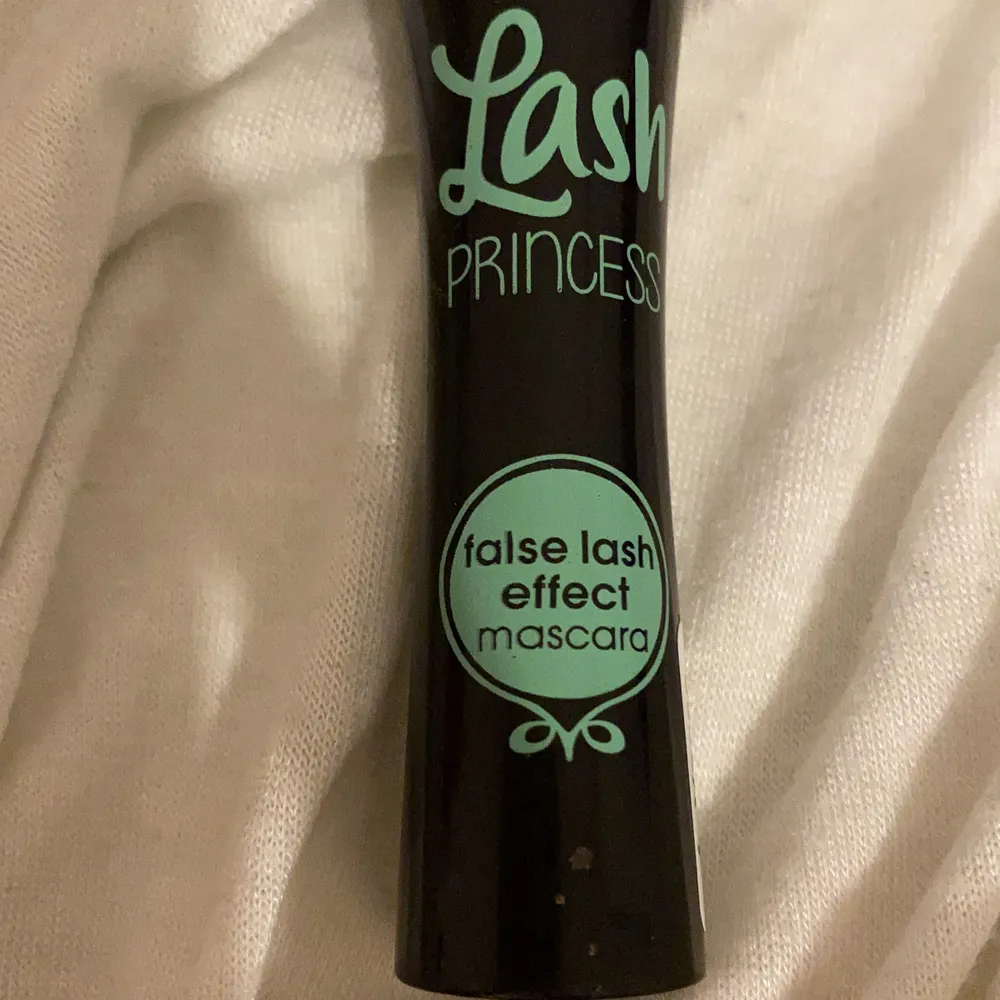 Lash
PRINCESS
false lash
effect
mascara